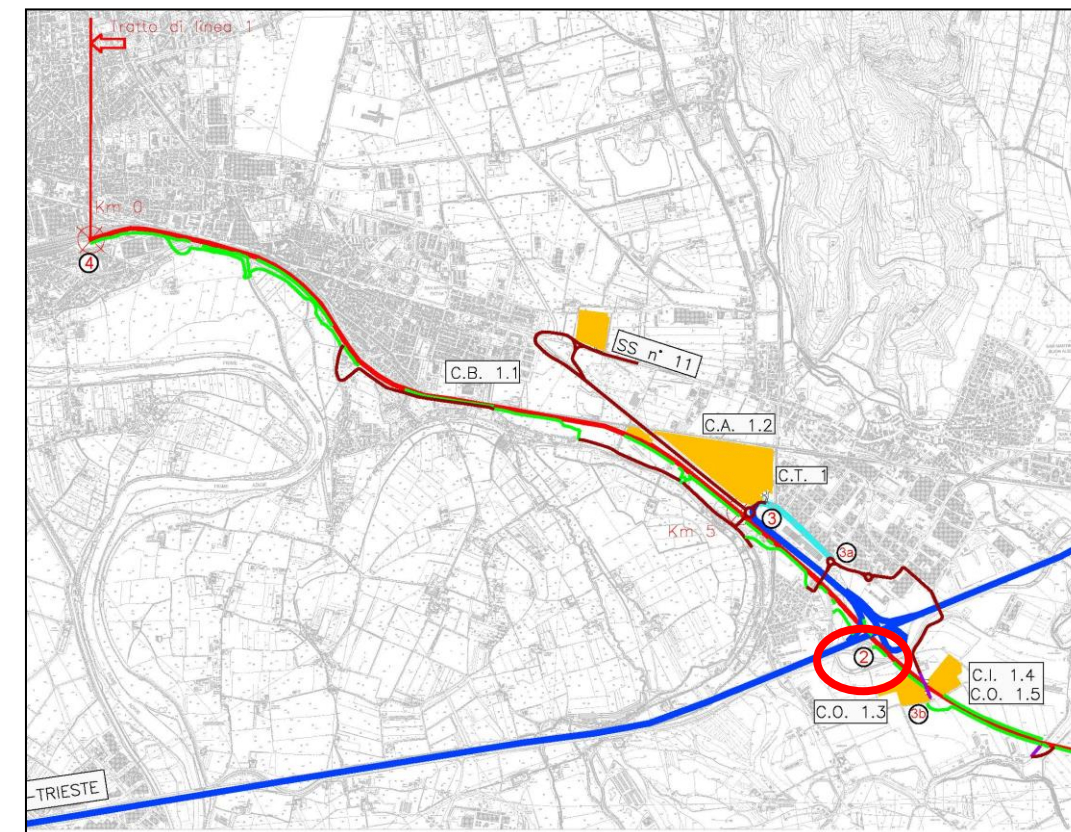 Tratto di linea 1
Km 0
4
SS n° 11
C.B. 1.1
C.A. 1.2
C.T. 1
3
Km 5
3a
2
C.I. 1.4
C.O. 1.5
C.O. 1.3
3b
-TRIESTE